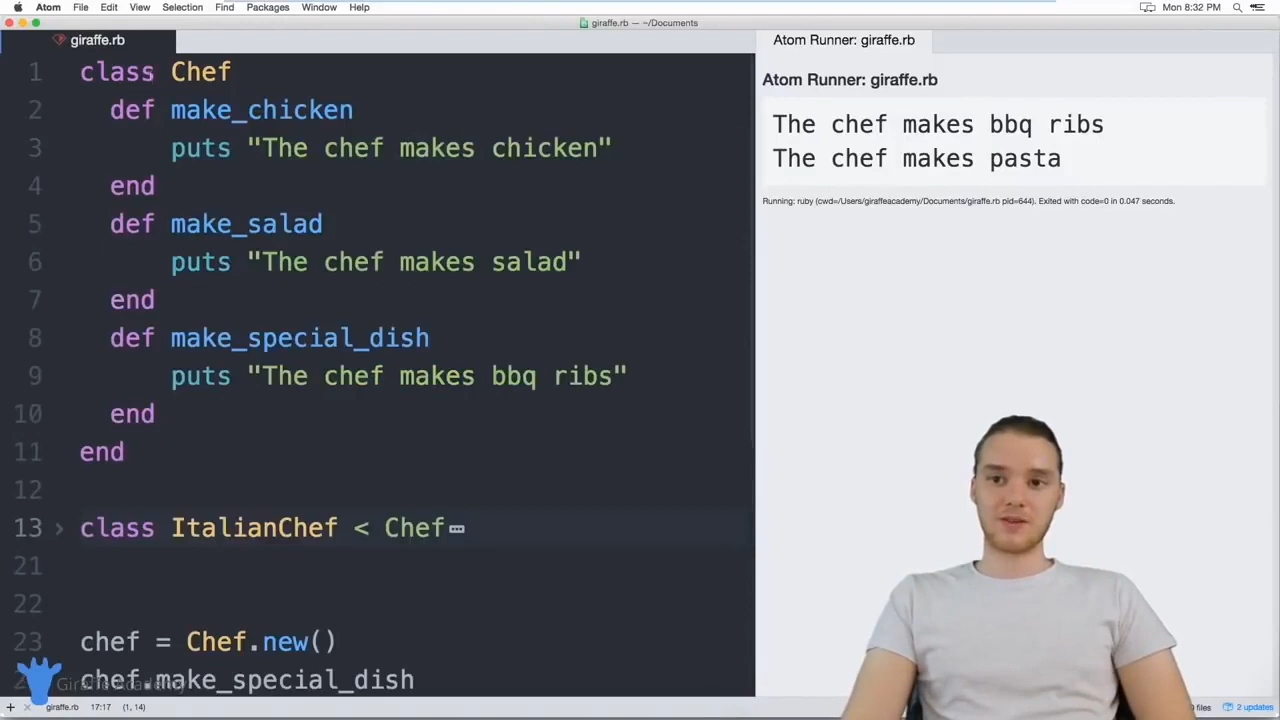 Atom File Edit View Selection Find Packages Window Help
Mon 8:32 PM
giraffe.rb — ~/Documents
giraffe.rb
Atom Runner: giraffe.rb
1 class Chef
2 def make_chicken
3 puts "The chef makes chicken"
4 end
5 def make_salad
6 puts "The chef makes salad"
7 end
8 def make_special_dish
9 puts "The chef makes bbq ribs"
10 end
11 end
12
13 class ItalianChef < Chef
21
22
23 chef = Chef.new()
chef.make_special_dish
Giraffe Academy
Atom Runner: giraffe.rb
The chef makes bbq ribs
The chef makes pasta
Running: ruby (cwd=/Users/giraffeacademy/Documents/giraffe.rb pid=644). Exited with code=0 in 0.047 seconds.
giraffe.rb 17:17 (1, 14)
files 2 updates